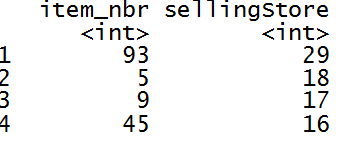 item_nbr sellingStore
<int> <int>
1 93 29
2 5 18
3 9 17
4 45 16